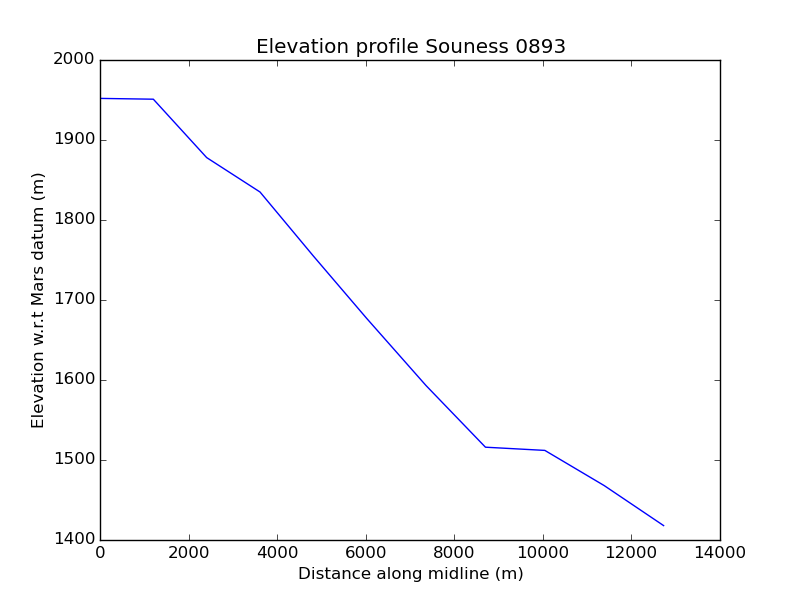 Elevation profile Souness 0893
2000
1900
1800
1700
1600
1500
1400
Elevation w.r.t Mars datum (m)
0 2000 4000 6000 8000 10000 12000 14000
Distance along midline (m)